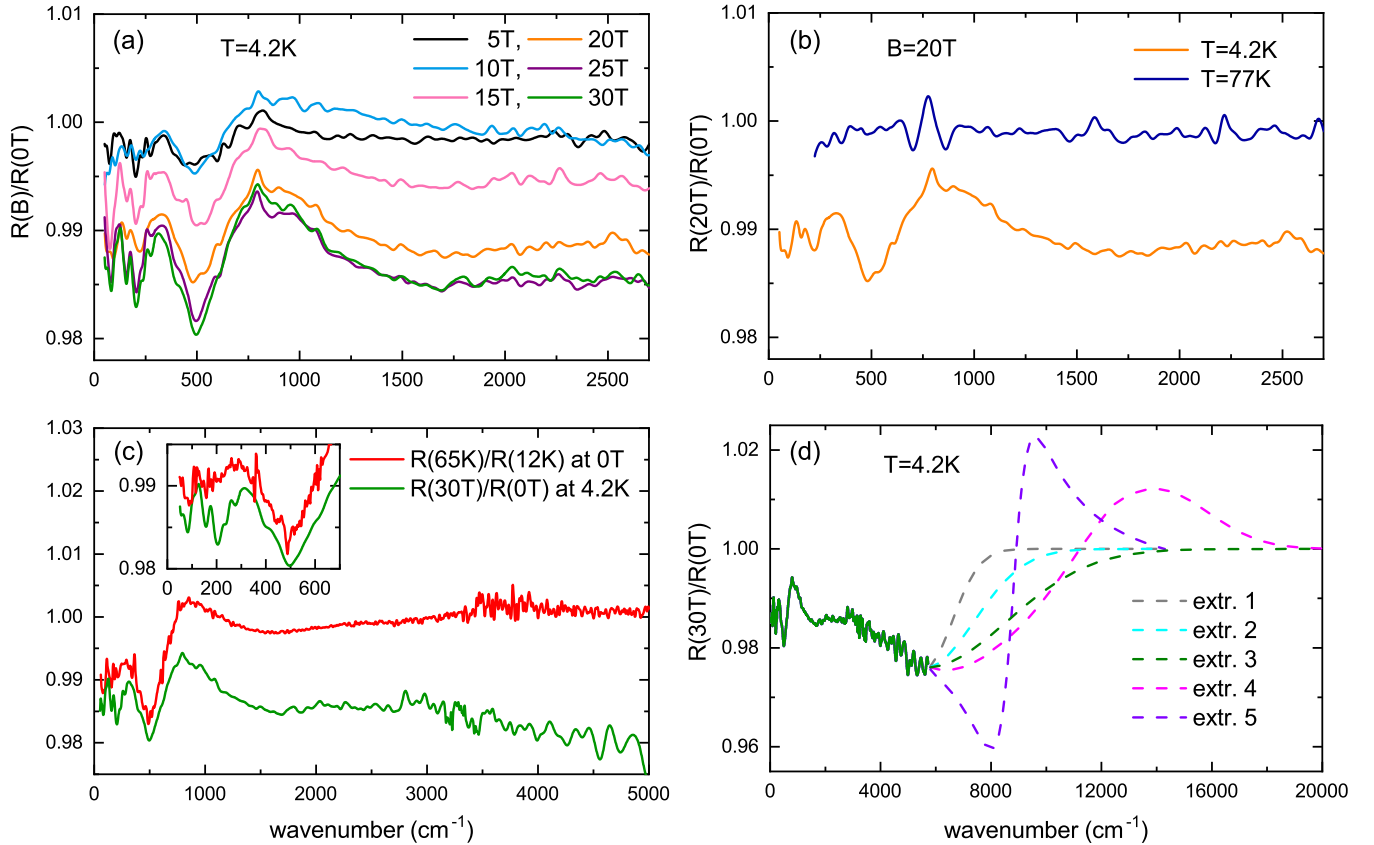 (a)
T=4.2K
5T, 20T
10T, 25T
15T, 30T
R(B)/R(0T)
1.01
1.00
0.99
0.98
0 500 1000 1500 2000 2500
(b)
B=20T
T=4.2K
T=77K
R(20T)/R(0T)
1.01
1.00
0.99
0.98
0 500 1000 1500 2000 2500
(c)
R(65K)/R(12K) at 0T
R(30T)/R(0T) at 4.2K
0.99
0.98
0 200 400 600
1.03
1.02
1.01
1.00
0.99
0.98
0 1000 2000 3000 4000 5000
wavenumber (cm⁻¹)
(d)
T=4.2K
extr. 1
extr. 2
extr. 3
extr. 4
extr. 5
R(30T)/R(0T)
1.02
1.00
0.98
0.96
0 4000 8000 12000 16000 20000
wavenumber (cm⁻¹)